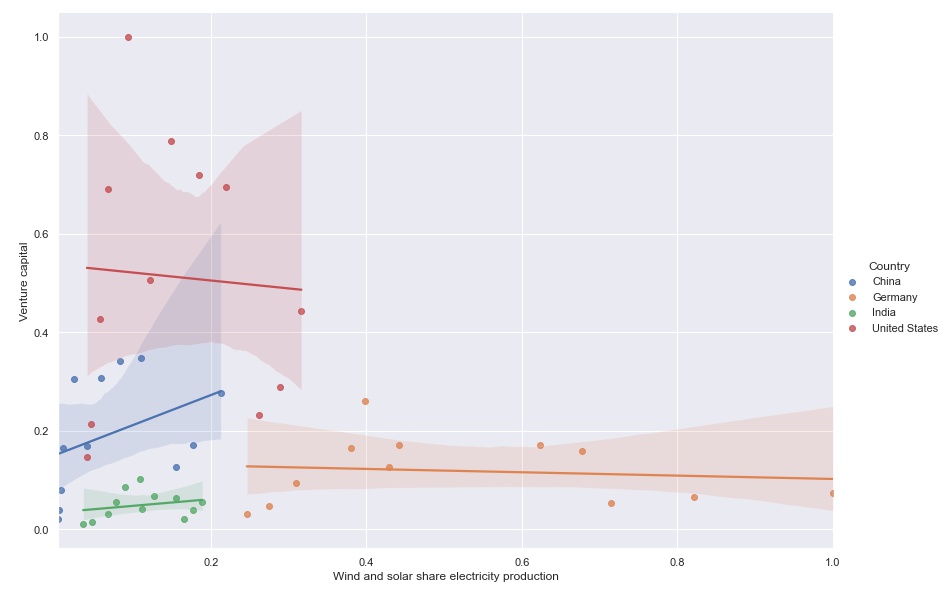 1.0
0.8
0.6
0.4
0.2
0.0
Venture capital
0.2
0.4
0.6
0.8
1.0
Wind and solar share electricity production
Country
China
Germany
India
United States